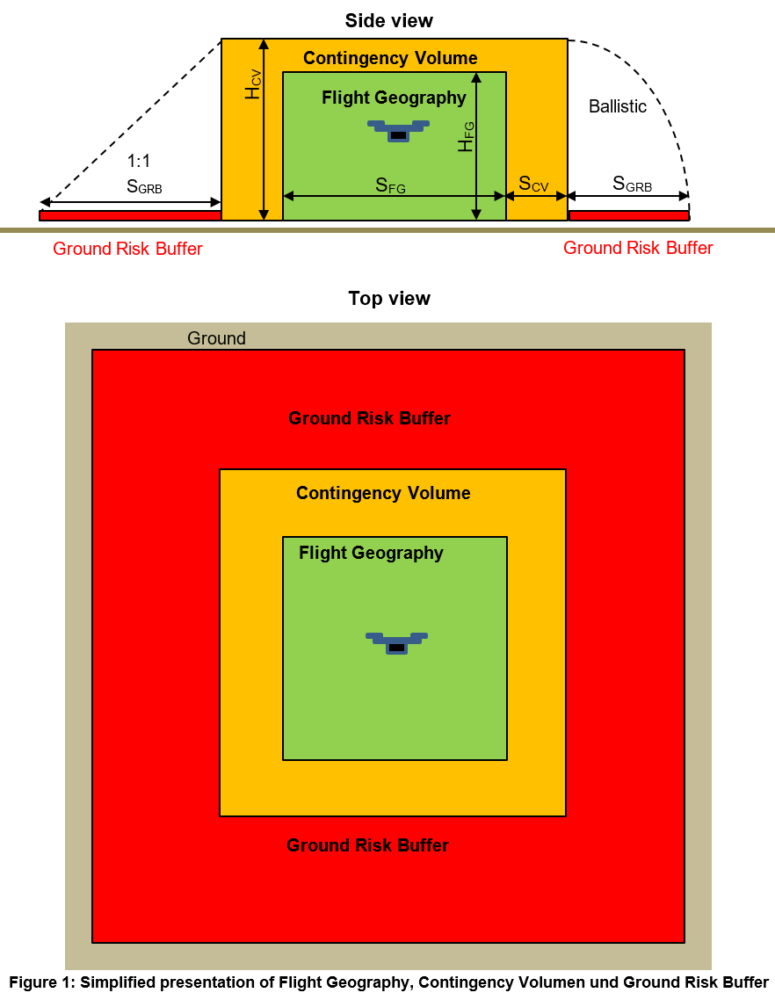 Side view
Contingency Volume
HCV
Flight Geography
Ballistic
HFG
1:1
SGRB
SFG
SCV
SGRB
Ground Risk Buffer
Ground Risk Buffer
Top view
Ground
Ground Risk Buffer
Contingency Volume
Flight Geography
Ground Risk Buffer
Figure 1: Simplified presentation of Flight Geography, Contingency Volumen und Ground Risk Buffer